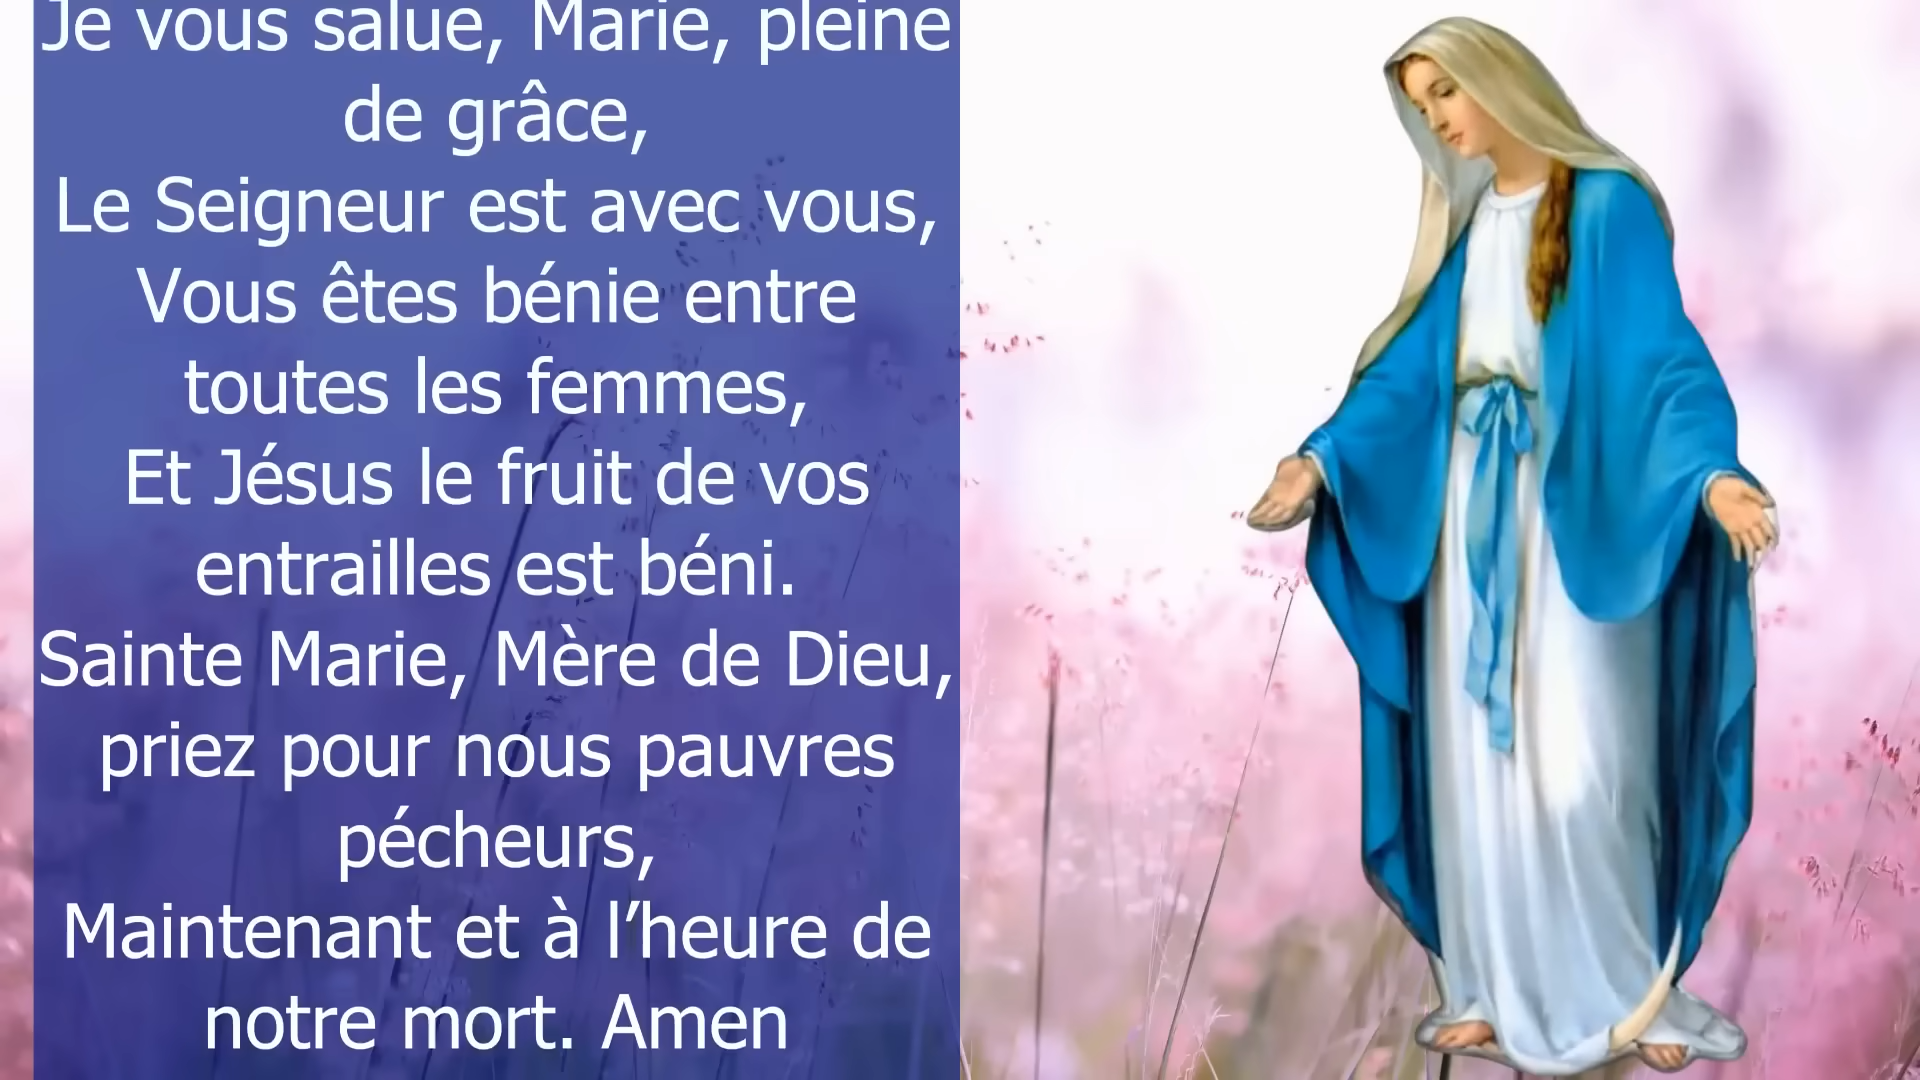 Je vous salue, Marie, pleine
de grâce,
Le Seigneur est avec vous,
Vous êtes bénie entre
toutes les femmes,
Et Jésus le fruit de vos
entrailles est béni.
Sainte Marie, Mère de Dieu,
priez pour nous pauvres
pécheurs,
Maintenant et à l’heure de
notre mort. Amen